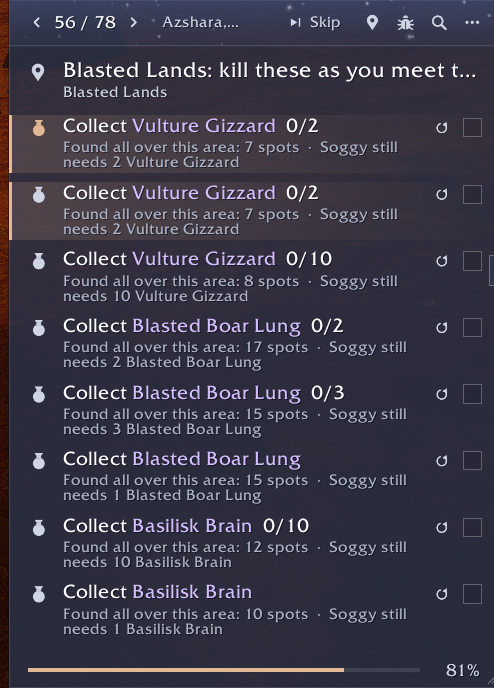 56 / 78 Azshara,... Skip
Blasted Lands: kill these as you meet t...
Blasted Lands
Collect Vulture Gizzard 0/2
Found all over this area: 7 spots · Soggy still
needs 2 Vulture Gizzard
Collect Vulture Gizzard 0/2
Found all over this area: 7 spots · Soggy still
needs 2 Vulture Gizzard
Collect Vulture Gizzard 0/10
Found all over this area: 8 spots · Soggy still
needs 10 Vulture Gizzard
Collect Blasted Boar Lung 0/2
Found all over this area: 17 spots · Soggy still
needs 2 Blasted Boar Lung
Collect Blasted Boar Lung 0/3
Found all over this area: 15 spots · Soggy still
needs 3 Blasted Boar Lung
Collect Blasted Boar Lung
Found all over this area: 15 spots · Soggy still
needs 1 Blasted Boar Lung
Collect Basilisk Brain 0/10
Found all over this area: 12 spots · Soggy still
needs 10 Basilisk Brain
Collect Basilisk Brain
Found all over this area: 10 spots · Soggy still
needs 1 Basilisk Brain
81%